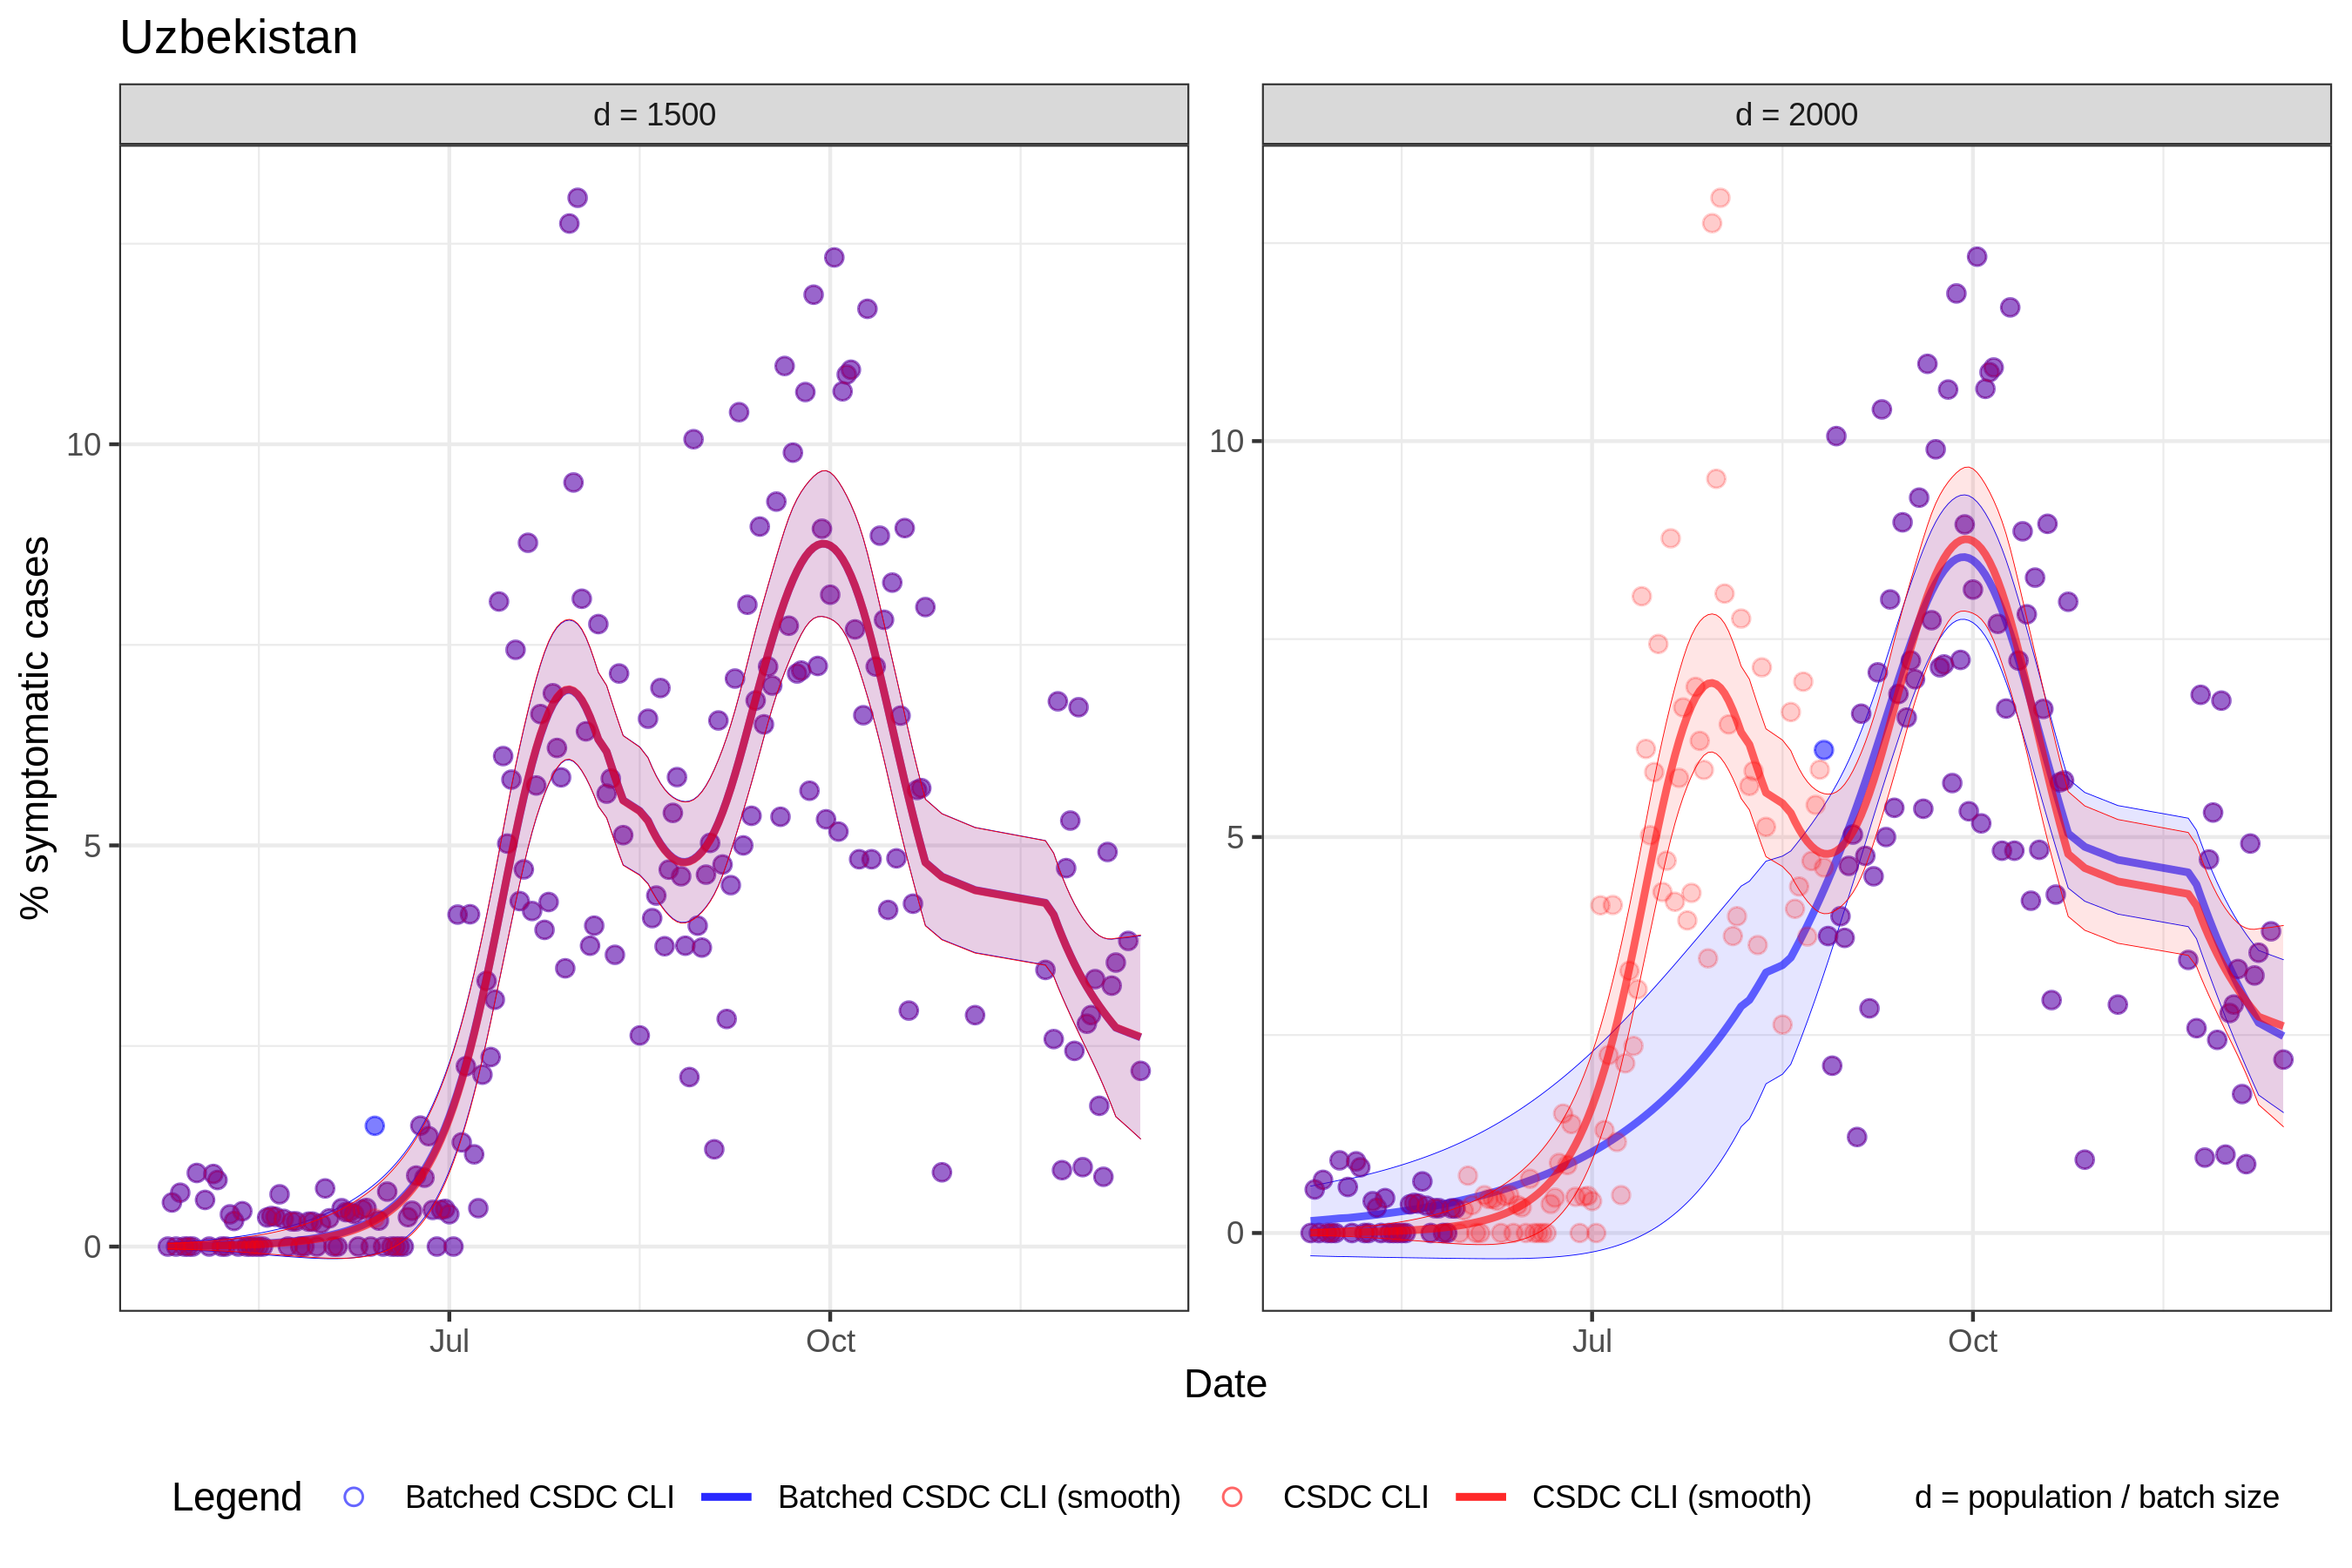 Uzbekistan
d = 1500
d = 2000
% symptomatic cases
10
5
0
10
5
0
Jul
Oct
Jul
Oct
Date
Legend
Batched CSDC CLI
Batched CSDC CLI (smooth)
CSDC CLI
CSDC CLI (smooth)
d = population / batch size